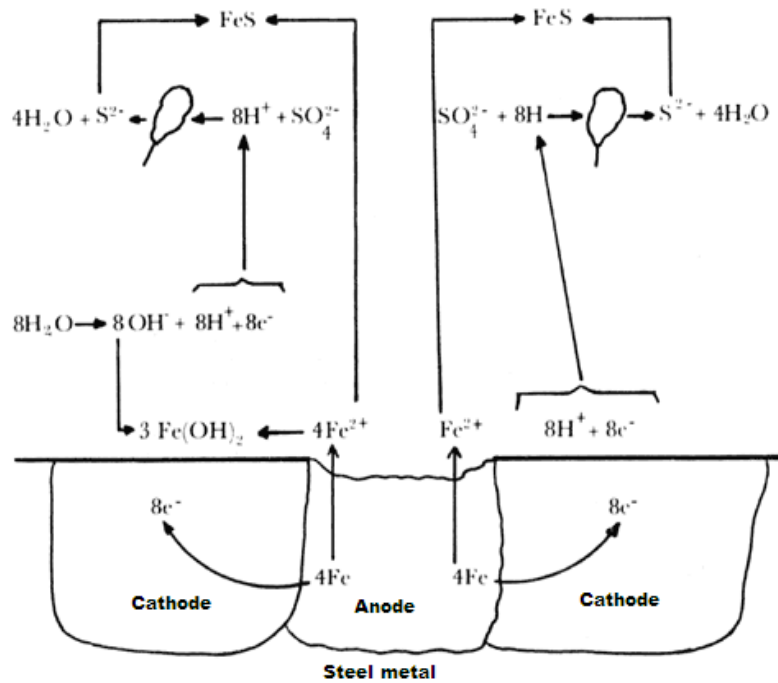 FeS FeS
4H₂O + S²⁻ 8H⁺ + SO₄²⁻ SO₄²⁻ + 8H S²⁻ + 4H₂O
8H₂O 8 OH⁻ + 8H⁺ + 8e⁻
3 Fe(OH)₂ 4Fe²⁺ Fe²⁺ 8H⁺ + 8e⁻
8e⁻ 8e⁻
4Fe 4Fe
Cathode Anode Cathode
Steel metal